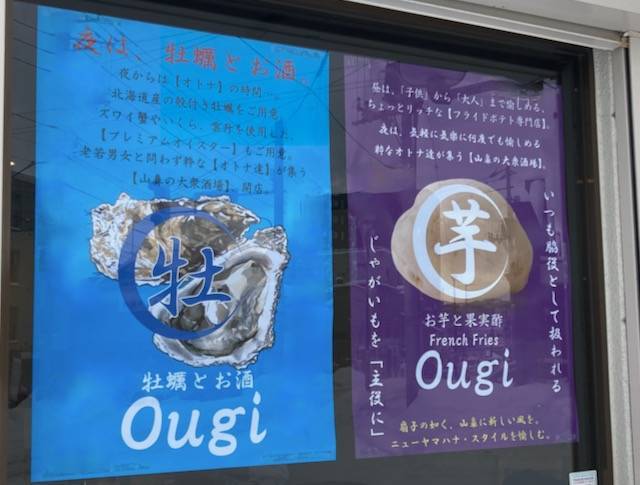 夜は、牡蠣とお酒。
夜からは【オトナ】の時間…。
北海道産の殻付き牡蠣をご用意
ズワイ蟹やいくら、雲丹を使用した、
【プレミアムオイスター】もご用意。
老若男女と問わず粋な【オトナ達】が集う
【山鼻の大衆酒場】開店。
牡
牡蠣とお酒
Ougi
昼は、「子供」から「大人」まで愉しめる、
ちょっとリッチな【フライドポテト専門店】。
夜は、気軽に気楽に何度でも愉しめる
粋なオトナ達が集う【山鼻の大衆酒場】。
いつも脇役として扱われる
じゃがいもを「主役に」
芋
お芋と果実酢
French Fries
Ougi
扇子の如く、山鼻に新しい風を。
ニューヤマハナ・スタイルを愉しむ。